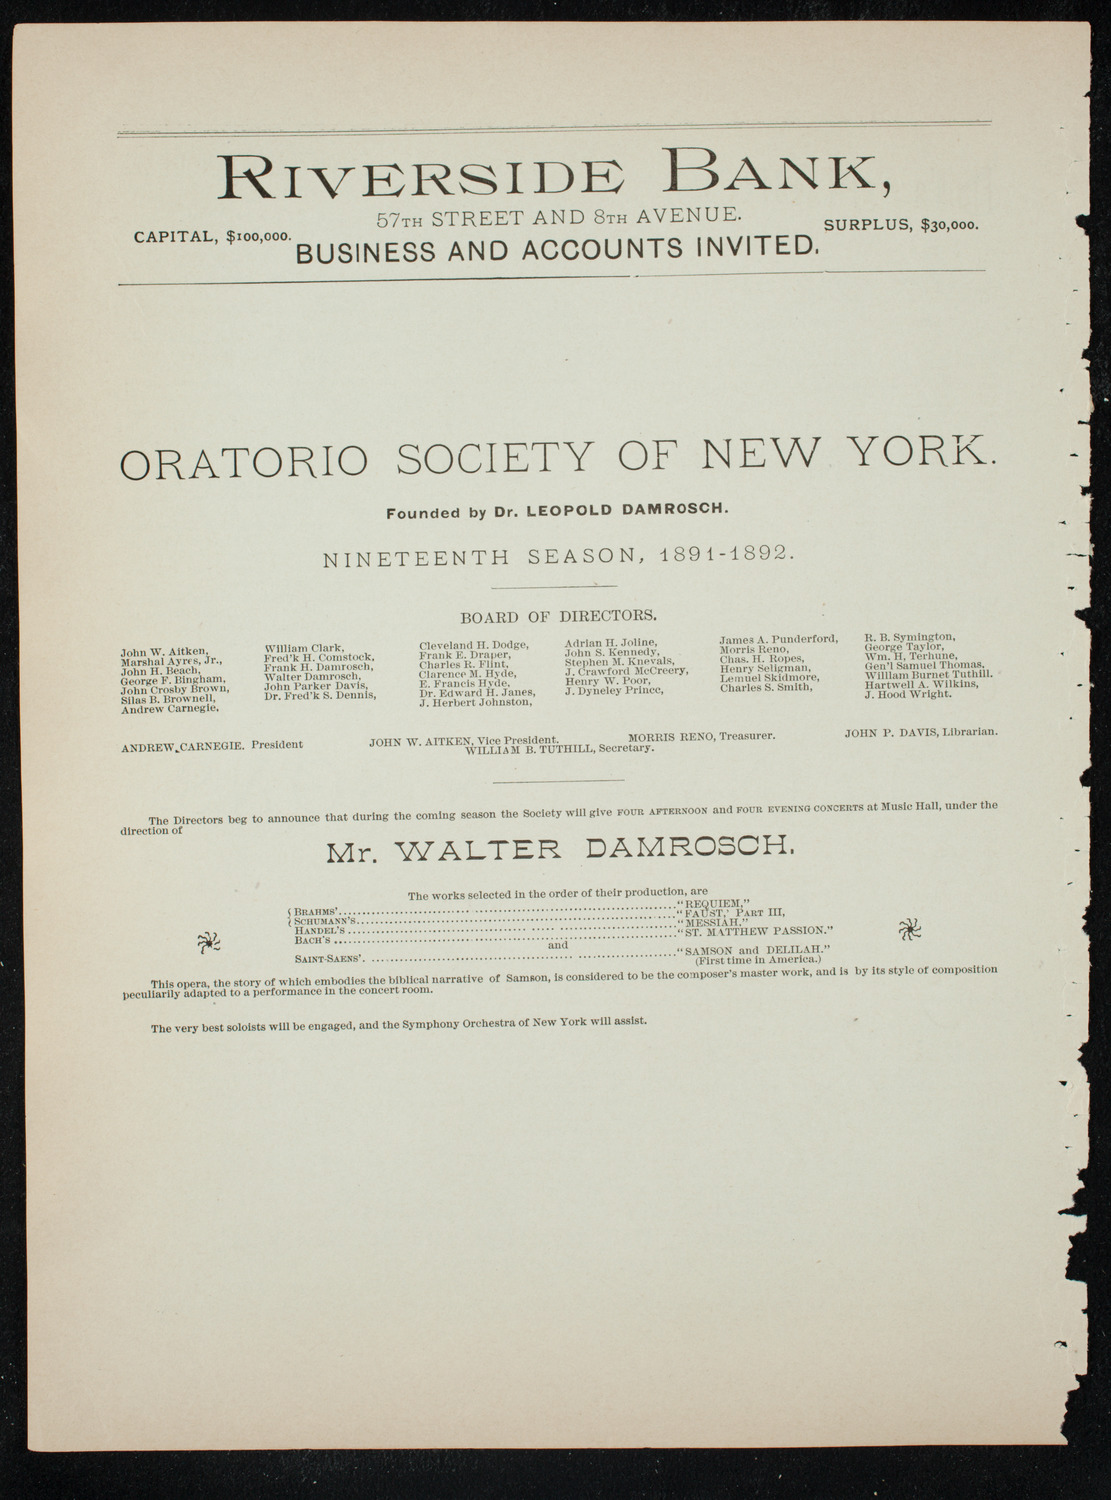 RIVERSIDE BANK,
57TH STREET AND 8TH AVENUE.
CAPITAL, $100,000.
SURPLUS, $30,000.
BUSINESS AND ACCOUNTS INVITED.
ORATORIO SOCIETY OF NEW YORK.
Founded by Dr. LEOPOLD DAMROSCH.
NINETEENTH SEASON, 1891-1892.
BOARD OF DIRECTORS.
John W. Aitken,
Marshal Ayres, Jr.,
John H. Beach,
George F. Bingham,
John Crosby Brown,
Silas B. Brownell,
Andrew Carnegie.
William Clark,
Fred'k H. Comstock,
Frank H. Damrosch,
Walter Damrosch,
John Parker Davis,
Dr. Fred'k S. Dennis,
Cleveland H. Dodge,
Frank E. Draper,
Charles R. Flint,
Clarence M. Hyde,
E. Francis Hyde,
Dr. Edward H. Janes,
J. Herbert Johnston,
Adrian H. Joline,
John S. Kennedy,
Stephen M. Knevals,
J. Crawford McCreery,
Henry W. Poor,
J. Dyneley Prince,
James A. Punderford,
Morris Reno,
Chas. H. Ropes,
Henry Seligman,
Lemuel Skidmore,
Charles S. Smith,
R. B. Symington,
George Taylor,
Wm. H. Terhune,
Gen'l Samuel Thomas,
William Burnet Tuthill.
Hartwell A. Wilkins,
J. Hood Wright.
ANDREW CARNEGIE. President
JOHN W. AITKEN, Vice President.
MORRIS RENO, Treasurer.
JOHN P. DAVIS, Librarian.
WILLIAM B. TUTHILL, Secretary.
The Directors beg to announce that during the coming season the Society will give FOUR AFTERNOON and FOUR EVENING CONCERTS at Music Hall, under the
direction of
Mr. WALTER DAMROSCH.
The works selected in the order of their production, are
{ BRAHMS'........"REQUIEM,"
{ SCHUMANN'S........"FAUST,' PART III,
HANDEL'S........"MESSIAH."
BACH'S........"ST. MATTHEW PASSION."
and
SAINT-SAENS'........"SAMSON and DELILAH."
(First time in America.)
This opera, the story of which embodies the biblical narrative of Samson, is considered to be the composer's master work, and is by its style of composition
peculiarily adapted to a performance in the concert room.
The very best soloists will be engaged, and the Symphony Orchestra of New York will assist.